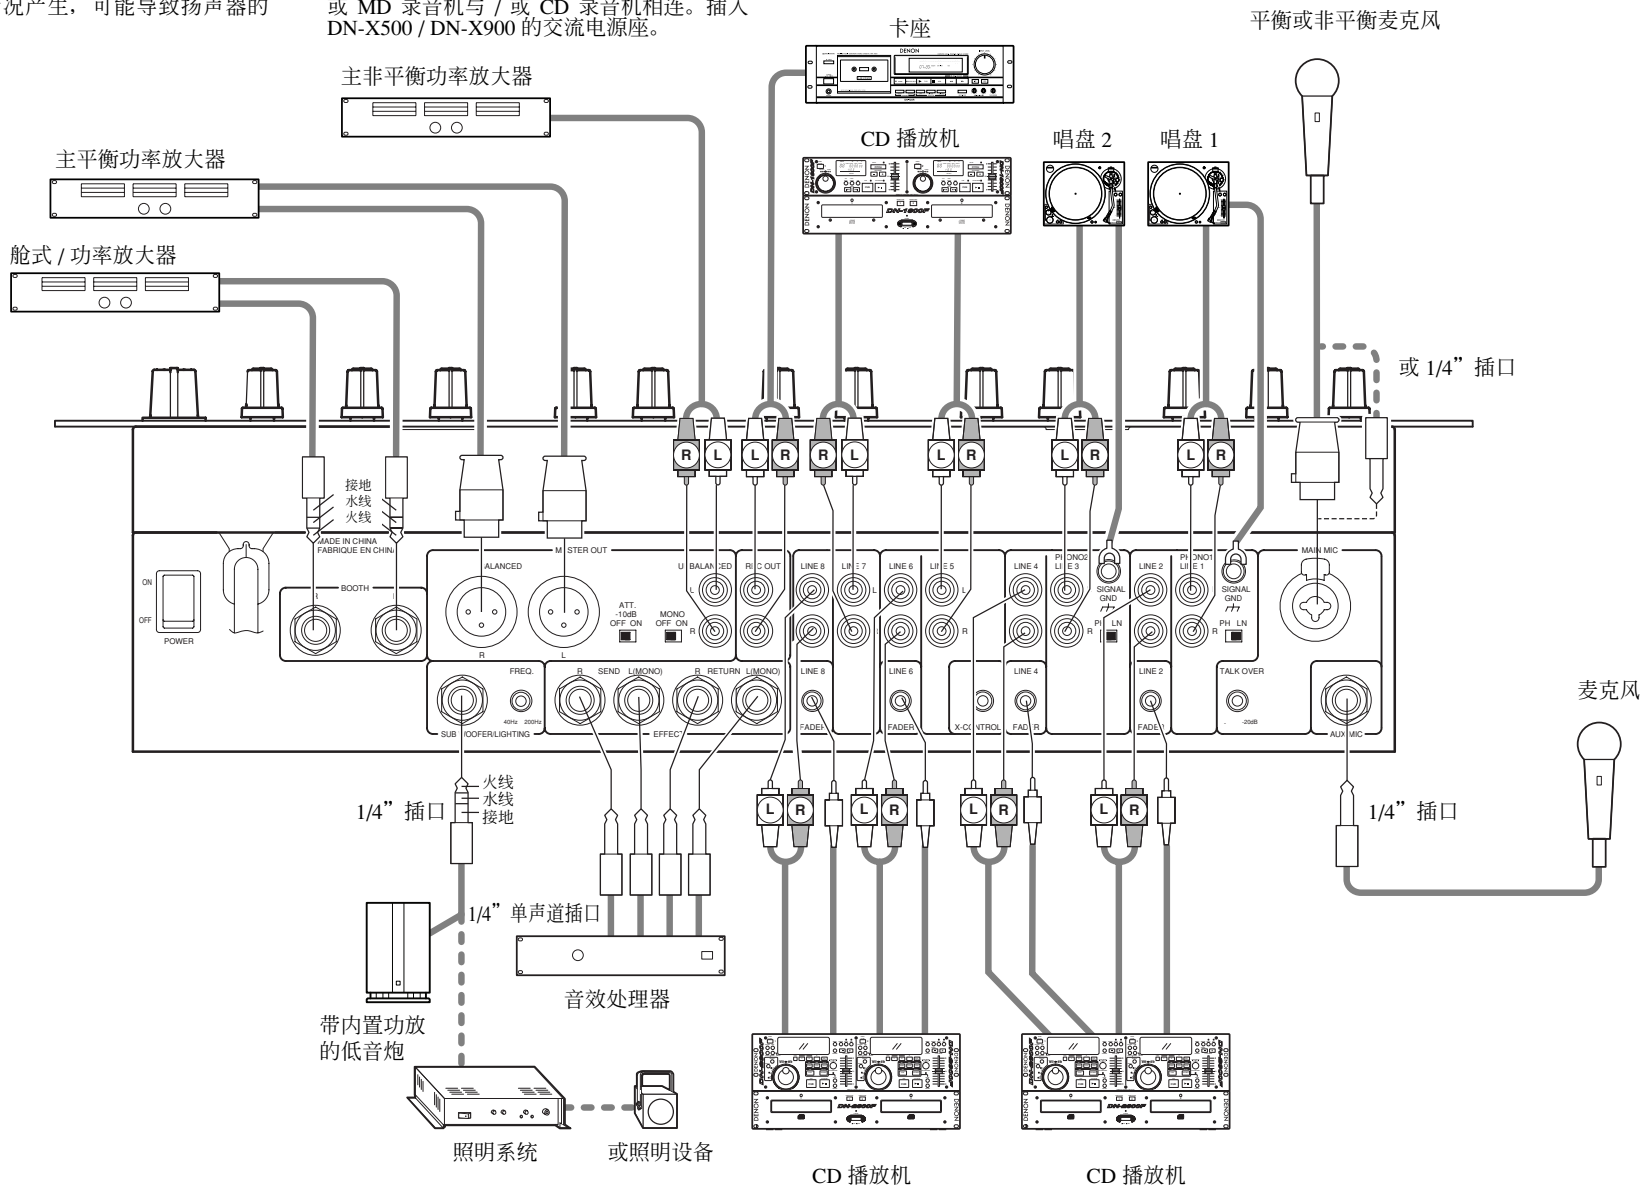 况产生，可能导致扬声器的
或 MD 录音机与 / 或 CD 录音机相连。插入
DN-X500 / DN-X900 的交流电源座。
卡座
平衡或非平衡麦克风
主非平衡功率放大器
DENON
CD 播放机
唱盘 2
唱盘 1
主平衡功率放大器
DENON
DENON
DN-1800F
舱式 / 功率放大器
或 1/4” 插口
R L L R R L L R L R L R
接地
水线
火线
MADE IN CHINA
FABRIQUE EN CHINA
ON
OFF
POWER
BOOTH
MASTER OUT
BALANCED
R
L
ATT.
-10dB
OFF ON
MONO
OFF ON
UNBALANCED
L
R
REC OUT
LINE 8
LINE 7
L
LINE 6
LINE 5
L
R
LINE 4
PHONO2
LINE 3
R
SIGNAL
GND
PH LN
LINE 2
PHONO1
LINE 1
R
SIGNAL
GND
PH LN
MAIN MIC
FREQ.
40Hz 200Hz
SUB WOOFER/LIGHTING
R SEND L(MONO)
R RETURN L(MONO)
EFFECT
LINE 8
FADER
LINE 6
FADER
X-CONTROL
LINE 4
FADER
LINE 2
FADER
TALK OVER
-20dB
AUX MIC
麦克风
火线
水线
接地
1/4” 插口
L R L R L R L R
1/4” 插口
1/4” 单声道插口
音效处理器
带内置功放
的低音炮
DENON
DENON
DENON
DENON
照明系统
或照明设备
CD 播放机
CD 播放机